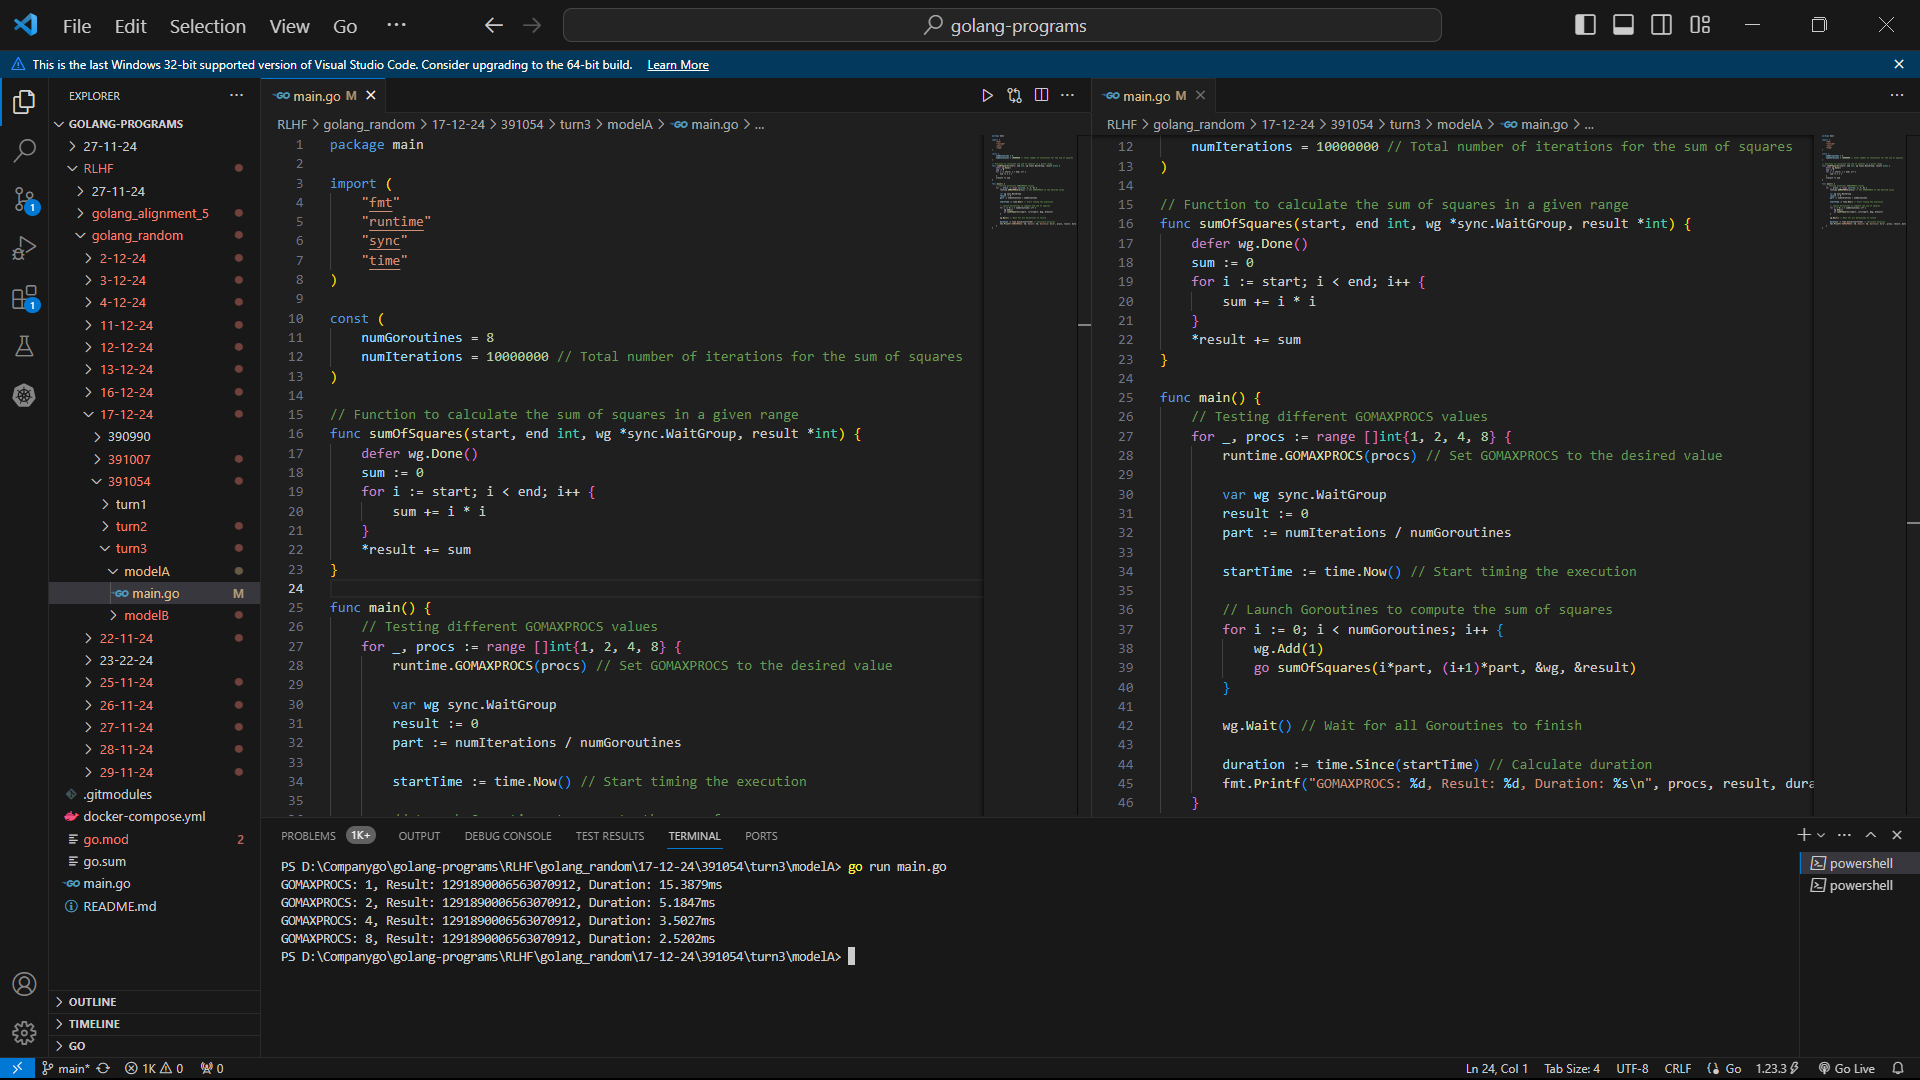 File Edit Selection View Go ··· golang-programs
This is the last Windows 32-bit supported version of Visual Studio Code. Consider upgrading to the 64-bit build. Learn More
EXPLORER
GOLANG-PROGRAMS
27-11-24
RLHF
27-11-24
golang_alignment_5
golang_random
2-12-24
3-12-24
4-12-24
11-12-24
12-12-24
13-12-24
16-12-24
17-12-24
390990
391007
391054
turn1
turn2
turn3
modelA
main.go M
modelB
22-11-24
23-22-24
25-11-24
26-11-24
27-11-24
28-11-24
29-11-24
.gitmodules
docker-compose.yml
go.mod 2
go.sum
main.go
README.md
OUTLINE
TIMELINE
GO
1
1
main.go M
RLHF > golang_random > 17-12-24 > 391054 > turn3 > modelA > main.go > ...
1 package main
2
3 import (
4 "fmt"
5 "runtime"
6 "sync"
7 "time"
8 )
9
10 const (
11 numGoroutines = 8
12 numIterations = 10000000 // Total number of iterations for the sum of squares
13 )
14
15 // Function to calculate the sum of squares in a given range
16 func sumOfSquares(start, end int, wg *sync.WaitGroup, result *int) {
17 defer wg.Done()
18 sum := 0
19 for i := start; i < end; i++ {
20 sum += i * i
21 }
22 *result += sum
23 }
24
25 func main() {
26 // Testing different GOMAXPROCS values
27 for _, procs := range []int{1, 2, 4, 8} {
28 runtime.GOMAXPROCS(procs) // Set GOMAXPROCS to the desired value
29
30 var wg sync.WaitGroup
31 result := 0
32 part := numIterations / numGoroutines
33
34 startTime := time.Now() // Start timing the execution
35
main.go M
RLHF > golang_random > 17-12-24 > 391054 > turn3 > modelA > main.go > ...
12 numIterations = 10000000 // Total number of iterations for the sum of squares
13 )
14
15 // Function to calculate the sum of squares in a given range
16 func sumOfSquares(start, end int, wg *sync.WaitGroup, result *int) {
17 defer wg.Done()
18 sum := 0
19 for i := start; i < end; i++ {
20 sum += i * i
21 }
22 *result += sum
23 }
24
25 func main() {
26 // Testing different GOMAXPROCS values
27 for _, procs := range []int{1, 2, 4, 8} {
28 runtime.GOMAXPROCS(procs) // Set GOMAXPROCS to the desired value
29
30 var wg sync.WaitGroup
31 result := 0
32 part := numIterations / numGoroutines
33
34 startTime := time.Now() // Start timing the execution
35
36 // Launch Goroutines to compute the sum of squares
37 for i := 0; i < numGoroutines; i++ {
38 wg.Add(1)
39 go sumOfSquares(i*part, (i+1)*part, &wg, &result)
40 }
41
42 wg.Wait() // Wait for all Goroutines to finish
43
44 duration := time.Since(startTime) // Calculate duration
45 fmt.Printf("GOMAXPROCS: %d, Result: %d, Duration: %s\n", procs, result, dura
46 }
PROBLEMS 1K+ OUTPUT DEBUG CONSOLE TEST RESULTS TERMINAL PORTS
PS D:\Companygo\golang-programs\RLHF\golang_random\17-12-24\391054\turn3\modelA> go run main.go
GOMAXPROCS: 1, Result: 1291890006563070912, Duration: 15.3879ms
GOMAXPROCS: 2, Result: 1291890006563070912, Duration: 5.1847ms
GOMAXPROCS: 4, Result: 1291890006563070912, Duration: 3.5027ms
GOMAXPROCS: 8, Result: 1291890006563070912, Duration: 2.5202ms
PS D:\Companygo\golang-programs\RLHF\golang_random\17-12-24\391054\turn3\modelA>
powershell
powershell
main* 1K 0 0 Ln 24, Col 1 Tab Size: 4 UTF-8 CRLF Go 1.23.3 Go Live